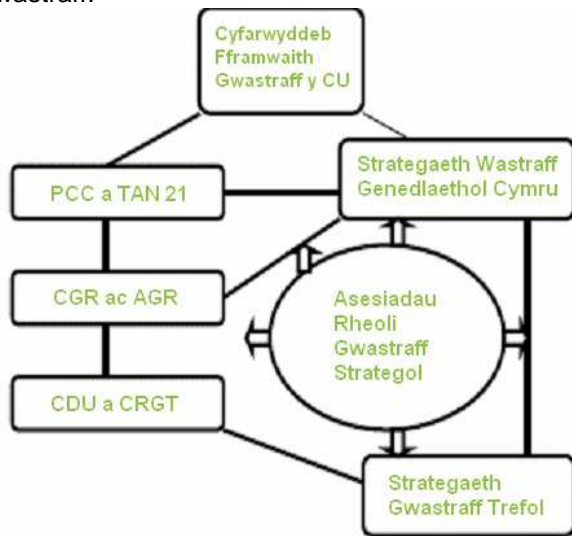 Cyfarwyddeb
Fframwaith
Gwastraff y CU
Strategaeth Wastraff
Genedlaethol Cymru
PCC a TAN 21
CGR ac AGR
Asesiadau
Rheoli
Gwastraff
Strategol
CDU a CRGT
Strategaeth
Gwastraff Trefol